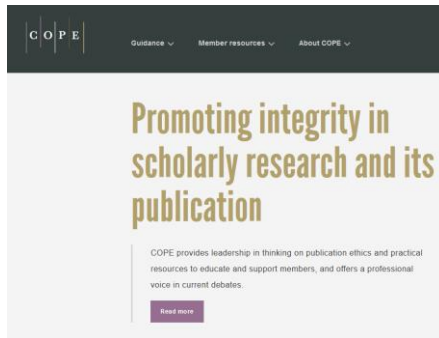 COPE
Guidance Member resources About COPE
Promoting integrity in
scholarly research and its
publication
COPE provides leadership in thinking on publication ethics and practical
resources to educate and support members, and offers a professional
voice in current debates.
Read more